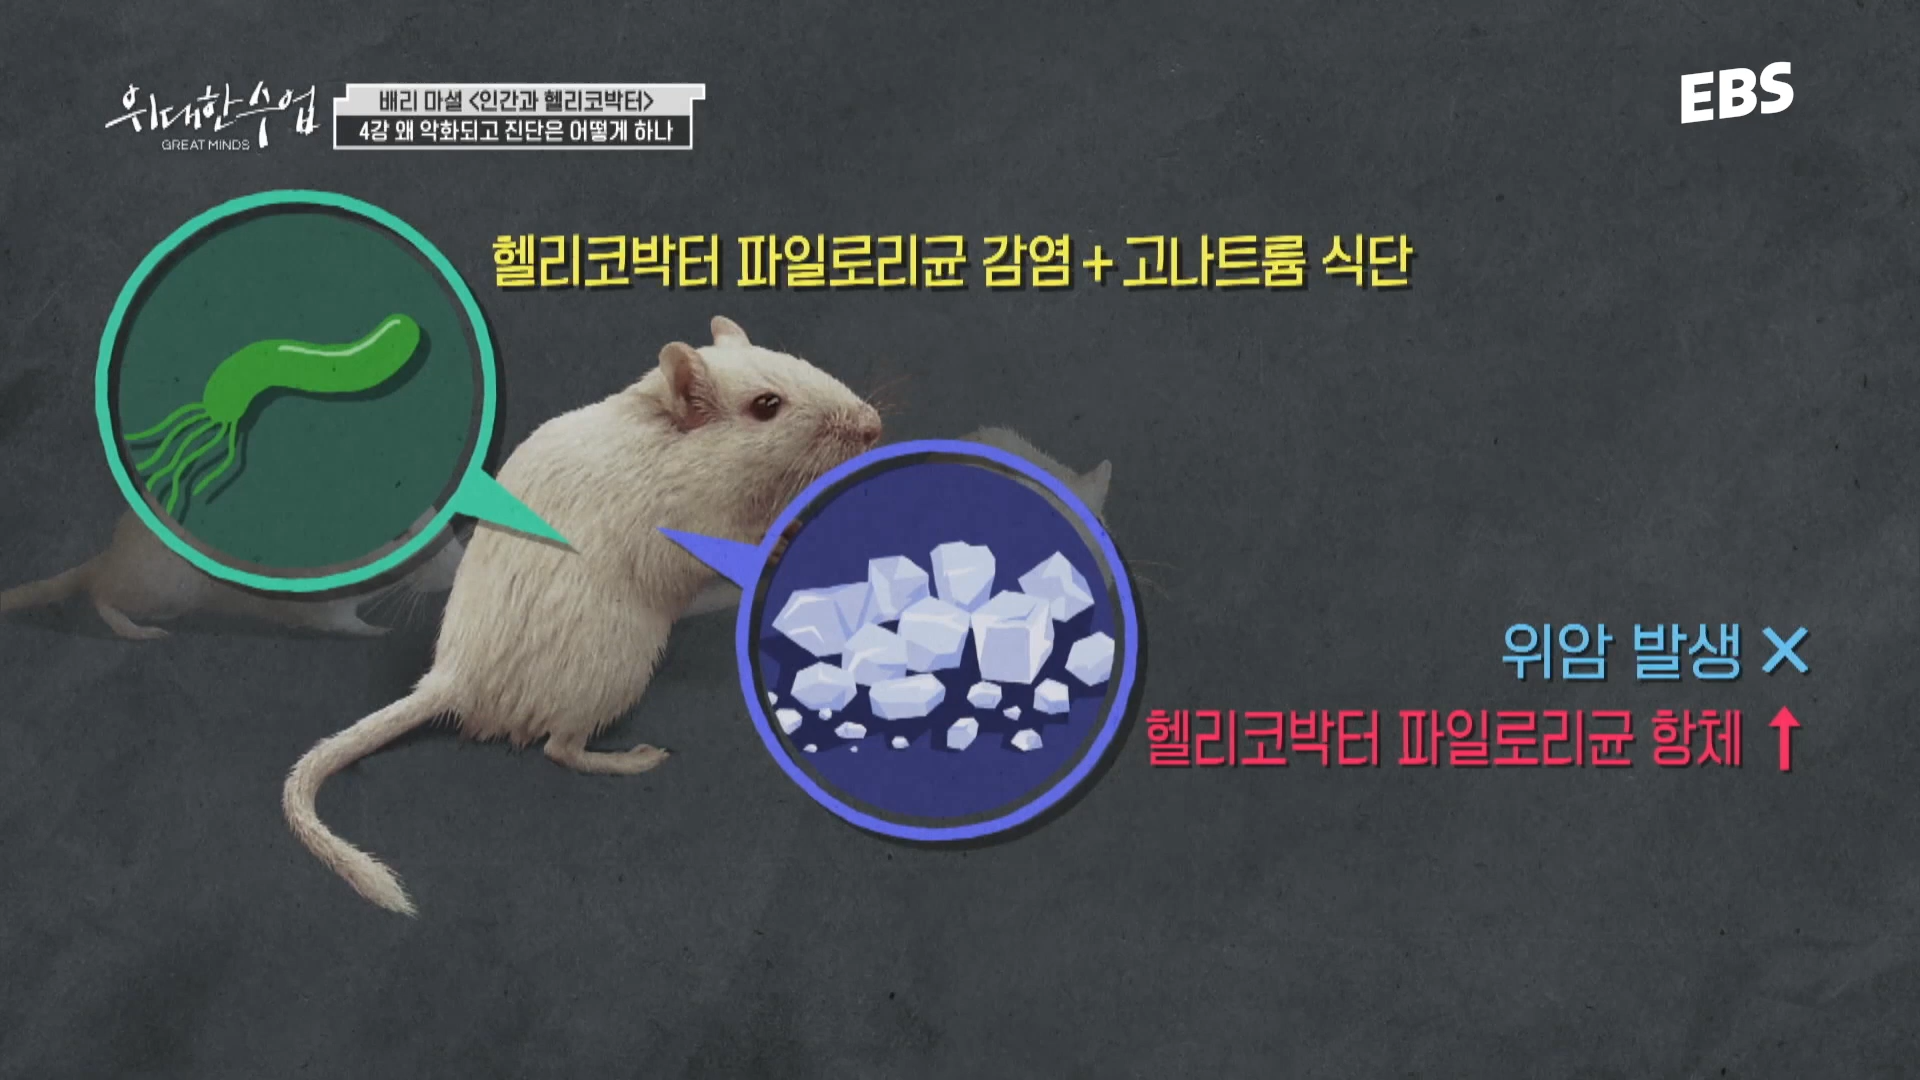 위대한 수업
GREAT MINDS
배리 마셜 <인간과 헬리코박터>
4강 왜 악화되고 진단은 어떻게 하나
EBS
헬리코박터 파일로리균 감염+고나트륨 식단
위암 발생 ✕
헬리코박터 파일로리균 항체 ↑